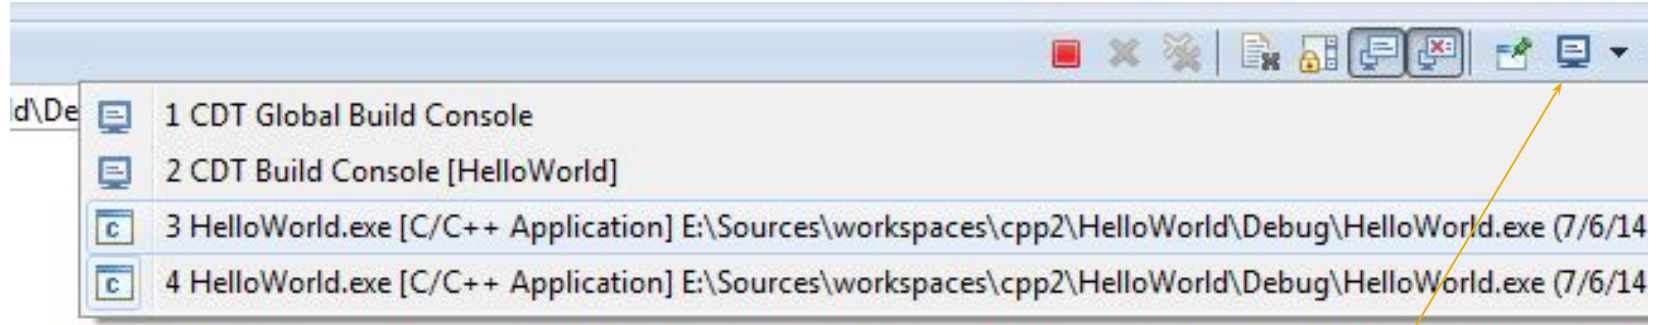 ld\De
1 CDT Global Build Console
2 CDT Build Console [HelloWorld]
3 HelloWorld.exe [C/C++ Application] E:\Sources\workspaces\cpp2\HelloWorld\Debug\HelloWorld.exe (7/6/14
4 HelloWorld.exe [C/C++ Application] E:\Sources\workspaces\cpp2\HelloWorld\Debug\HelloWorld.exe (7/6/14